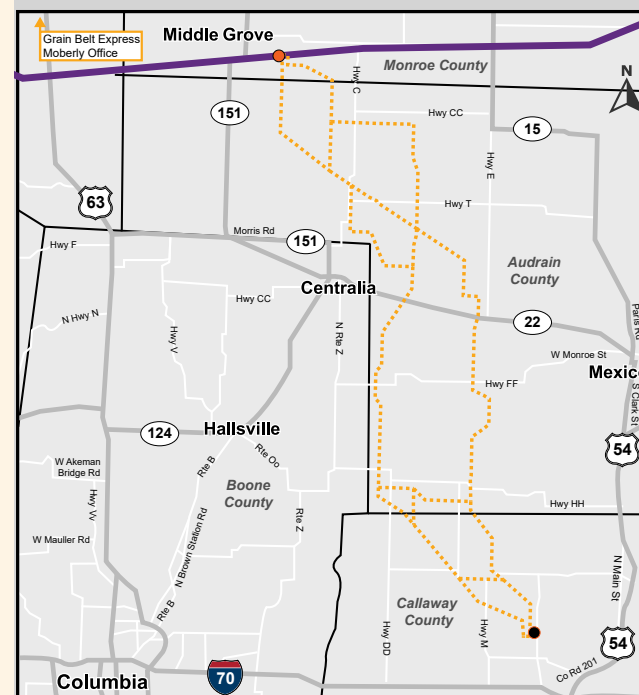 Grain Belt Express
Moberly Office
Middle Grove
Monroe County
N
Hwy C
151
Hwy CC
15
Hwy E
63
Hwy T
Morris Rd
151
Hwy F
Audrain
County
Centralia
Hwy CC
N Hwy N
Hwy V
22
Paris Rd
N Rte Z
W Monroe St
Mexico
Hwy FF
S Clark St
124
Hallsville
54
Rte B
Rte Oo
W Akeman
Bridge Rd
Boone
County
Hwy Vv
Hwy HH
Rte Z
N Brown Station Rd
W Mauller Rd
N Main St
Rte B
Callaway
County
Hwy DD
Hwy M
54
Co Rd 201
70
Columbia